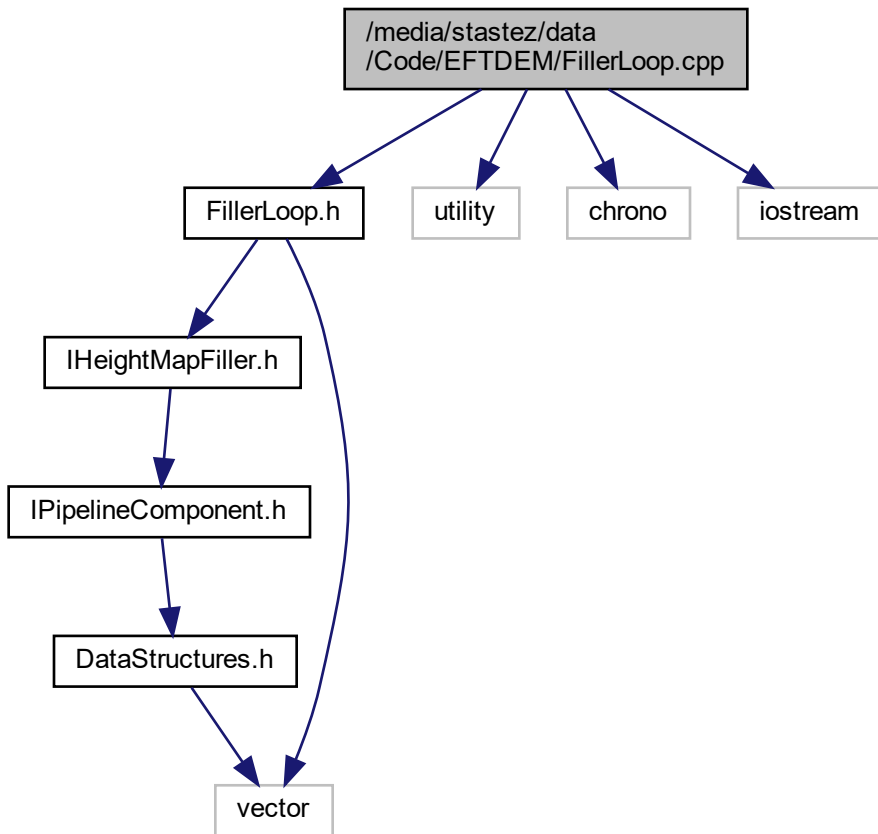 /media/stastez/data
/Code/EFTDEM/FillerLoop.cpp
FillerLoop.h
utility
chrono
iostream
IHeightMapFiller.h
IPipelineComponent.h
DataStructures.h
vector